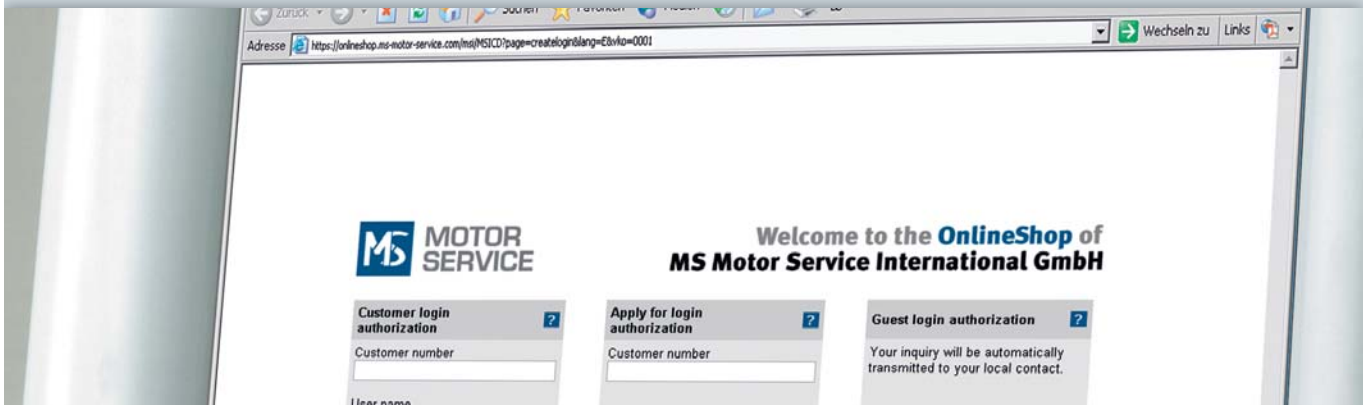 Zurück
Suchen
Favoriten
Medien
Adresse https://onlineshop.ms-motor-service.com/msi/MSICD?page=createlogin&lang=E&vko=0001
Wechseln zu
Links
MS MOTOR SERVICE
Welcome to the OnlineShop of
MS Motor Service International GmbH
Customer login
authorization
?
Customer number
User name
Apply for login
authorization
?
Customer number
Guest login authorization
?
Your inquiry will be automatically
transmitted to your local contact.